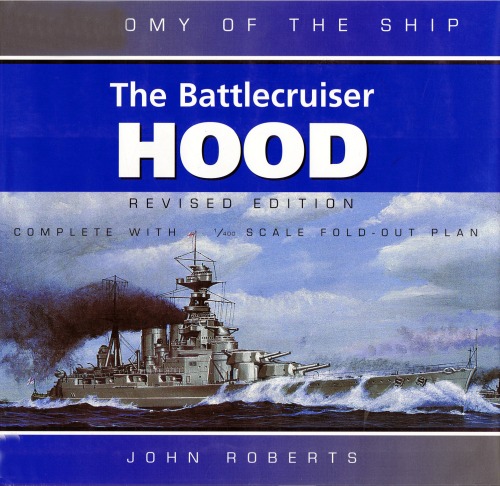 OMY OF THE SHIP
The Battlecruiser
HOOD
REVISED EDITION
COMPLETE WITH 1/400 SCALE FOLD-OUT PLAN
JOHN ROBERTS